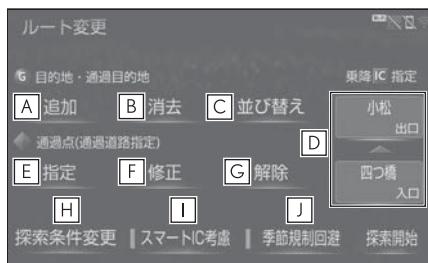 ルート変更
G 目的地・通過目的地
乗降IC 指定
A 追加
B 消去
C 並び替え
小松
出口
D
通過点(通過道路指定)
E 指定
F 修正
G 解除
四つ橋
入口
H
I
J
探索条件変更
スマートIC考慮
季節規制回避
探索開始